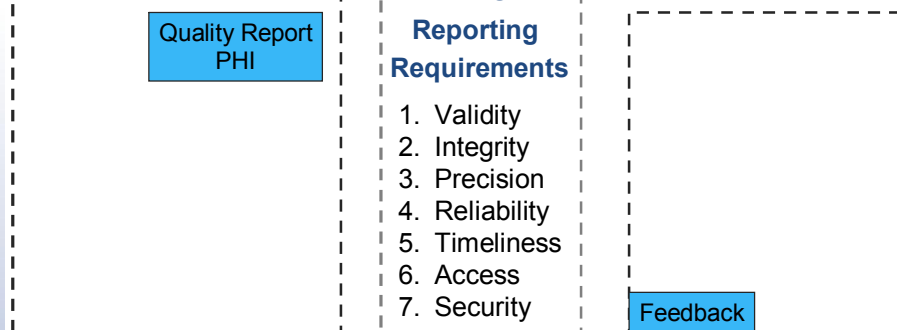 Quality Report
PHI
Reporting
Requirements
1. Validity
2. Integrity
3. Precision
4. Reliability
5. Timeliness
6. Access
7. Security
Feedback